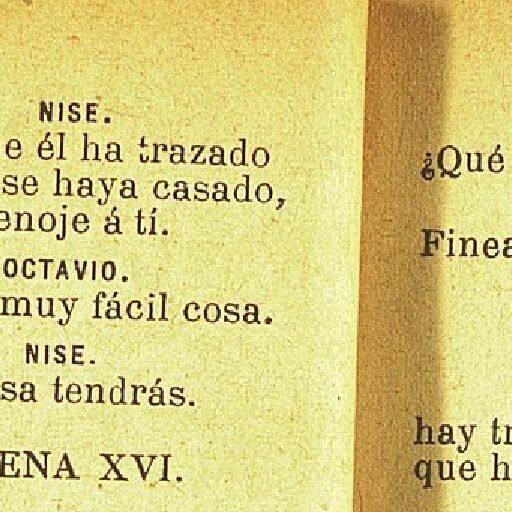 NISE.
e él ha trazado
se haya casado,
enoje á tí.
OCTAVIO.
muy fácil cosa.
NISE.
sa tendrás.
ENA XVI.
¿Qué
Finea
hay tr
que h